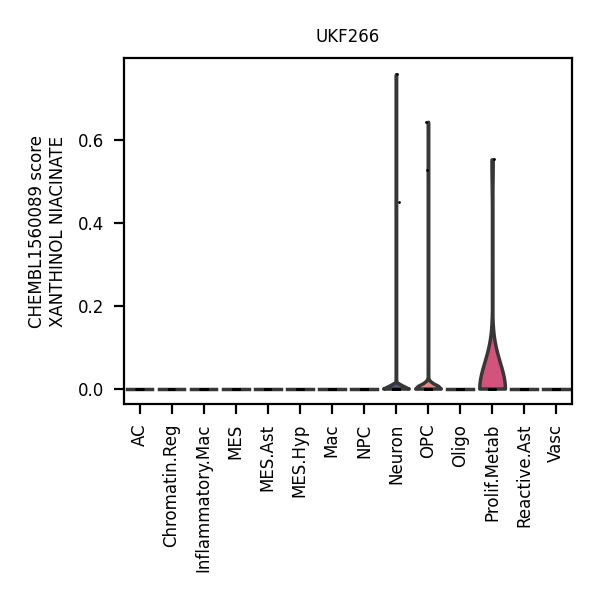 UKF266
CHEMBL1560089 score
XANTHINOL NIACINATE
0.6
0.4
0.2
0.0
AC
Chromatin.Reg
Inflammatory.Mac
MES
MES.Ast
MES.Hyp
Mac
NPC
Neuron
OPC
Oligo
Prolif.Metab
Reactive.Ast
Vasc